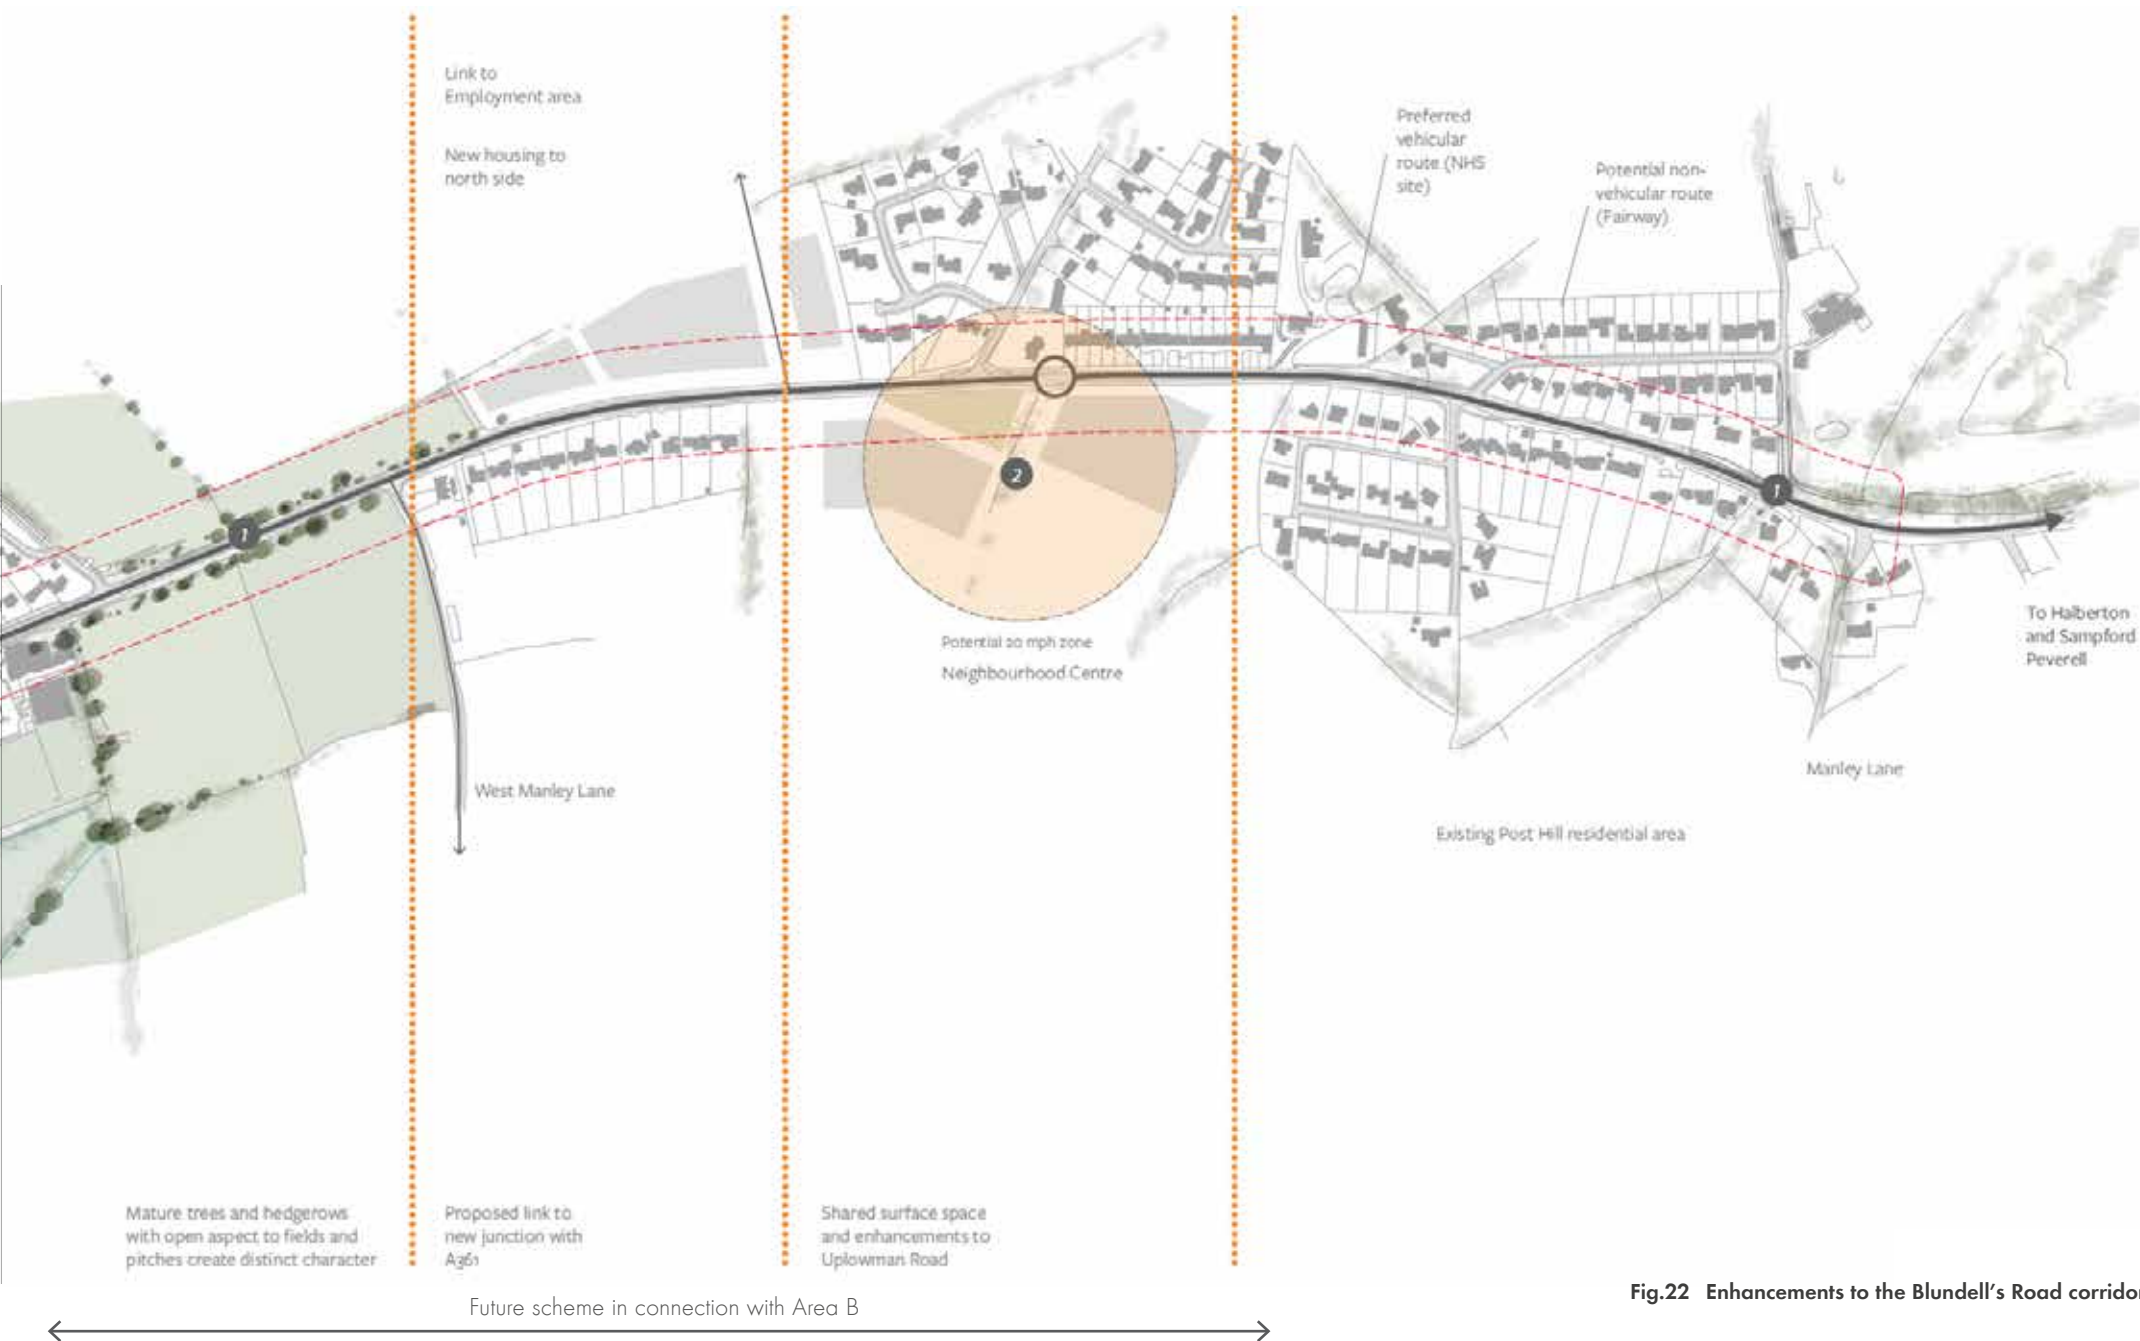 Link to
Employment area
New housing to
north side
Preferred
vehicular
route (NHS
site)
Potential non-
vehicular route
(Fairway)
1
2
1
Potential 20 mph zone
Neighbourhood Centre
To Halberton
and Sampford
Peverell
West Manley Lane
Manley Lane
Existing Post Hill residential area
Mature trees and hedgerows
with open aspect to fields and
pitches create distinct character
Proposed link to
new junction with
A361
Shared surface space
and enhancements to
Uplowman Road
Fig.22 Enhancements to the Blundell's Road corridor
Future scheme in connection with Area B